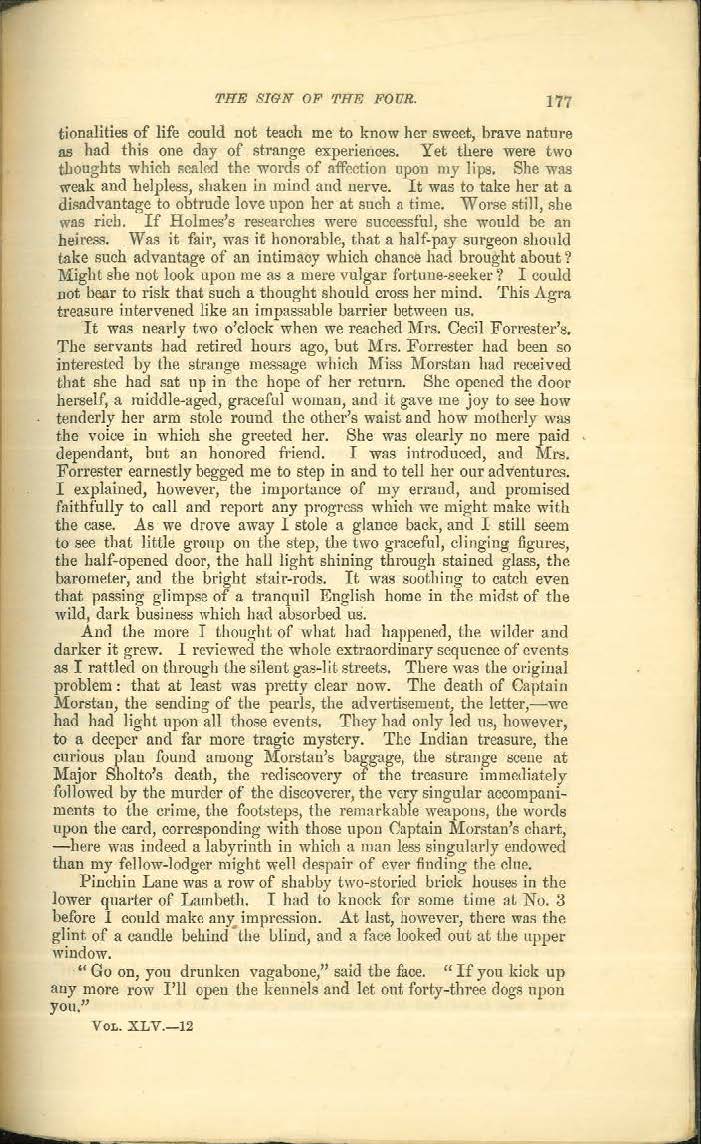 THE SIGN OF THE FOUR. 177
tionalities of life could not teach me to know her sweet, brave nature
as had this one day of strange experiences. Yet there were two
thoughts which sealed the words of affection upon my lips. She was
weak and helpless, shaken in mind and nerve. It was to take her at a
disadvantage to obtrude love upon her at such a time. Worse still, she
was rich. If Holmes's researches were successful, she would be an
heiress. Was it fair, was it honorable, that a half-pay surgeon should
take such advantage of an intimacy which chance had brought about?
Might she not look upon me as a mere vulgar fortune-seeker? I could
not bear to risk that such a thought should cross her mind. This Agra
treasure intervened like an impassable barrier between us.
It was nearly two o'clock when we reached Mrs. Cecil Forrester's.
The servants had retired hours ago, but Mrs. Forrester had been so
interested by the strange message which Miss Morstan had received
that she had sat up in the hope of her return. She opened the door
herself, a middle-aged, graceful woman, and it gave me joy to see how
tenderly her arm stole round the other's waist and how motherly was
the voice in which she greeted her. She was clearly no mere paid
dependant, but an honored friend. I was introduced, and Mrs.
Forrester earnestly begged me to step in and to tell her our adventures.
I explained, however, the importance of my errand, and promised
faithfully to call and report any progress which we might make with
the case. As we drove away I stole a glance back, and I still seem
to see that little group on the step, the two graceful, clinging figures,
the half-opened door, the hall light shining through stained glass, the
barometer, and the bright stair-rods. It was soothing to catch even
that passing glimpse of a tranquil English home in the midst of the
wild, dark business which had absorbed us.
And the more I thought of what had happened, the wilder and
darker it grew. I reviewed the whole extraordinary sequence of events
as I rattled on through the silent gas-lit streets. There was the original
problem: that at least was pretty clear now. The death of Captain
Morstan, the sending of the pearls, the advertisement, the letter,—we
had had light upon all those events. They had only led us, however,
to a deeper and far more tragic mystery. The Indian treasure, the
curious plan found among Morstan's baggage, the strange scene at
Major Sholto's death, the rediscovery of the treasure immediately
followed by the murder of the discoverer, the very singular accompani-
ments to the crime, the footsteps, the remarkable weapons, the words
upon the card, corresponding with those upon Captain Morstan's chart,
—here was indeed a labyrinth in which a man less singularly endowed
than my fellow-lodger might well despair of ever finding the clue.
Pinchin Lane was a row of shabby two-storied brick houses in the
lower quarter of Lambeth. I had to knock for some time at No. 3
before I could make any impression. At last, however, there was the
glint of a candle behind the blind, and a face looked out at the upper
window.
"Go on, you drunken vagabone," said the face. "If you kick up
any more row I'll open the kennels and let out forty-three dogs upon
you."
VOL. XLV.—12